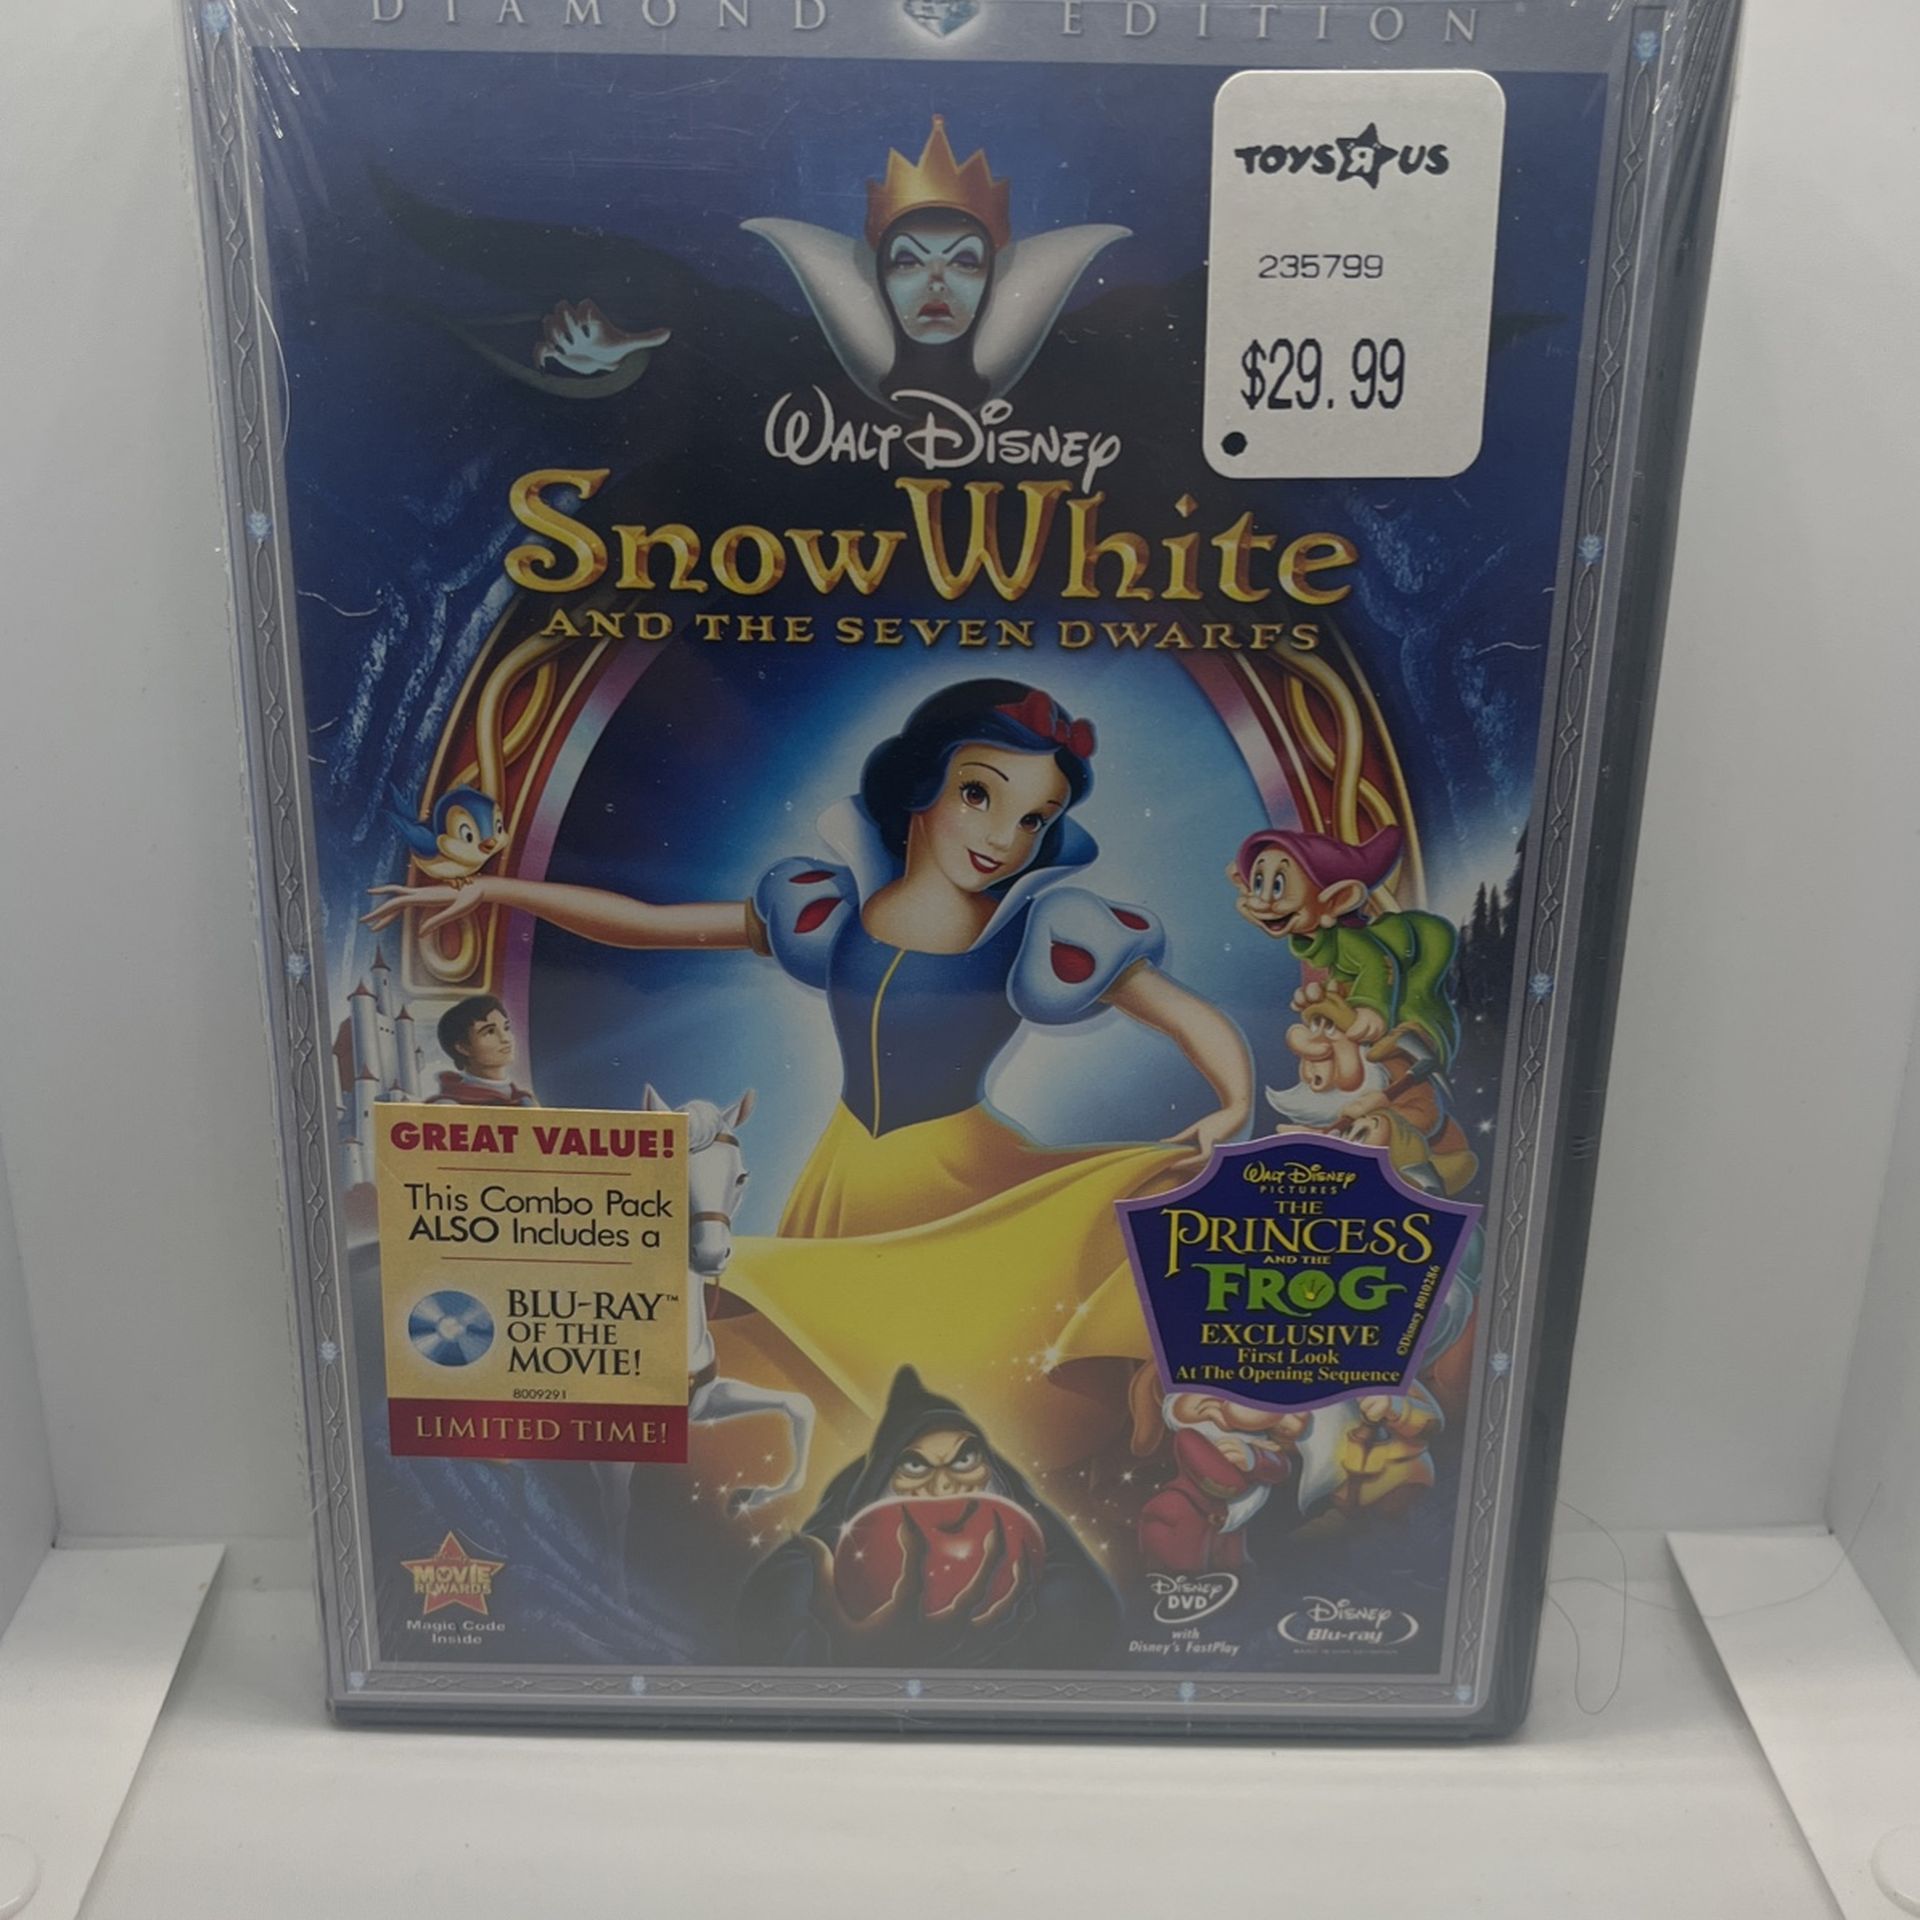 DIAMOND EDITION
TOYS R US
235799
$29.99
WALT DISNEY
Snow White
AND THE SEVEN DWARFS
GREAT VALUE!
This Combo Pack
ALSO Includes a
BLU-RAY™
OF THE
MOVIE!
8009291
LIMITED TIME!
WALT DISNEY
PICTURES
THE
PRINCESS
AND THE
FROG
EXCLUSIVE
First Look
At The Opening Sequence
©Disney 8010286
MOVIE
REWARDS
Magic Code
Inside
DISNEY
DVD
with
Disney's FastPlay
DISNEY
Blu-ray